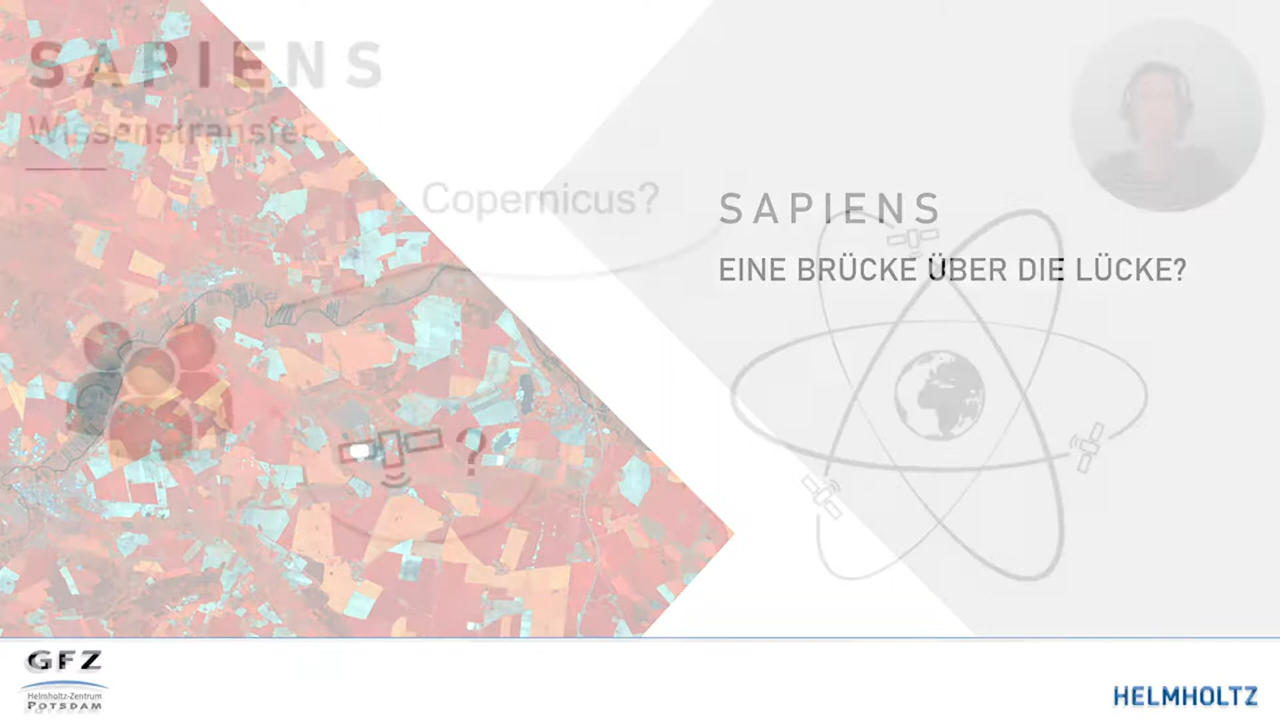 SAPIENS
Wissenstransfer
Copernicus?
SAPIENS
EINE BRÜCKE ÜBER DIE LÜCKE?
?
GFZ
Helmholtz-Zentrum
POTSDAM
HELMHOLTZ